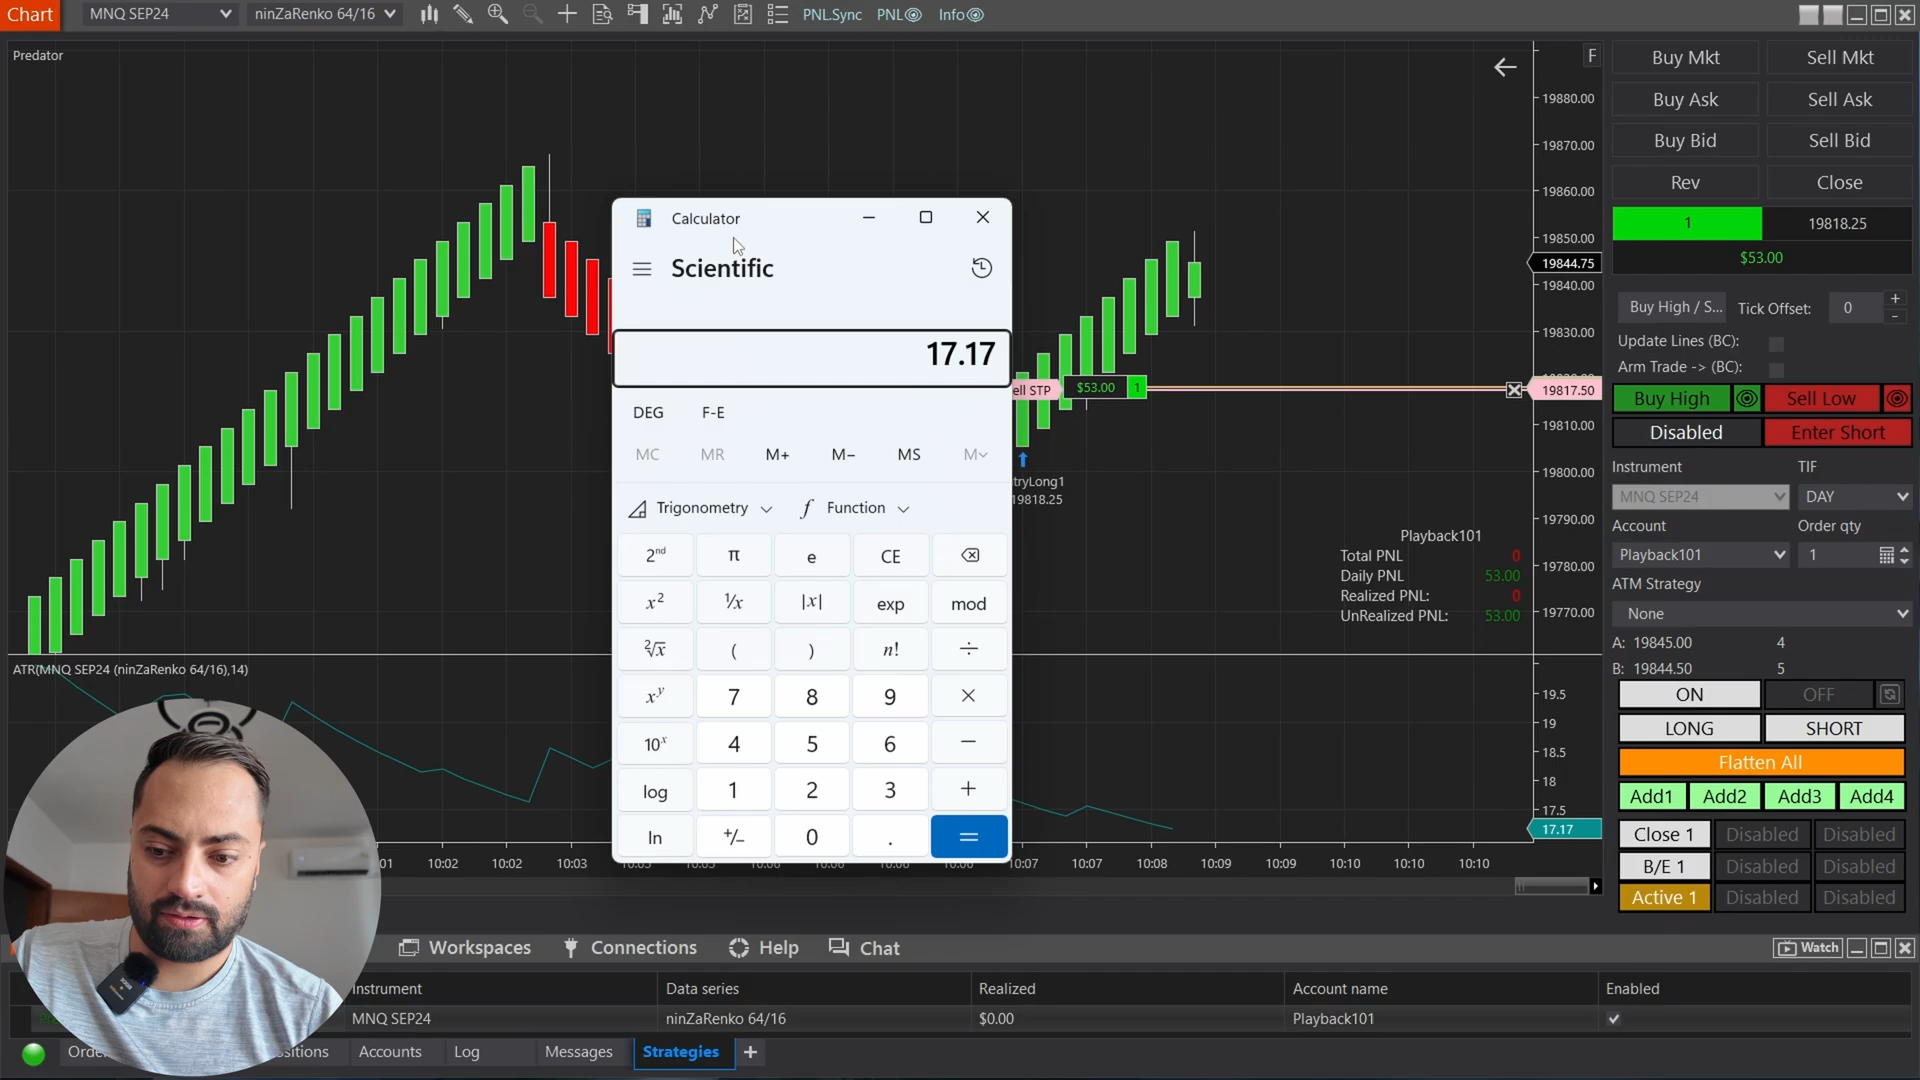 Chart
MNQ SEP24
ninZaRenko 64/16
PNL.Sync
PNL
Info
Predator
F
19880.00
19870.00
19860.00
19850.00
19844.75
19840.00
19830.00
19817.50
19810.00
19800.00
19790.00
19780.00
19770.00
Calculator
Scientific
17.17
DEG
F-E
MC
MR
M+
M−
MS
M
Trigonometry
Function
2nd
π
e
CE
x²
¹/x
|x|
exp
mod
²√x
(
)
n!
÷
xʸ
7
8
9
×
10ˣ
4
5
6
−
log
1
2
3
+
ln
+/−
0
.
=
ell STP
$53.00
1
tryLong1
19818.25
Playback101
Total PNL 0
Daily PNL 53.00
Realized PNL: 0
UnRealized PNL: 53.00
ATR(MNQ SEP24 (ninZaRenko 64/16),14)
19.5
19
18.5
18
17.5
17.17
01
10:02
10:02
10:03
10:07
10:07
10:08
10:09
10:09
10:10
10:10
Buy Mkt
Sell Mkt
Buy Ask
Sell Ask
Buy Bid
Sell Bid
Rev
Close
1
19818.25
$53.00
Buy High / S...
Tick Offset:
0
+
-
Update Lines (BC):
Arm Trade -> (BC):
Buy High
Sell Low
Disabled
Enter Short
Instrument
TIF
MNQ SEP24
DAY
Account
Order qty
Playback101
1
ATM Strategy
None
A: 19845.00 4
B: 19844.50 5
ON
OFF
LONG
SHORT
Flatten All
Add1
Add2
Add3
Add4
Close 1
Disabled
Disabled
B/E 1
Disabled
Disabled
Active 1
Disabled
Disabled
Workspaces
Connections
Help
Chat
Watch
Instrument
Data series
Realized
Account name
Enabled
MNQ SEP24
ninZaRenko 64/16
$0.00
Playback101
Orde
sitions
Accounts
Log
Messages
Strategies
+